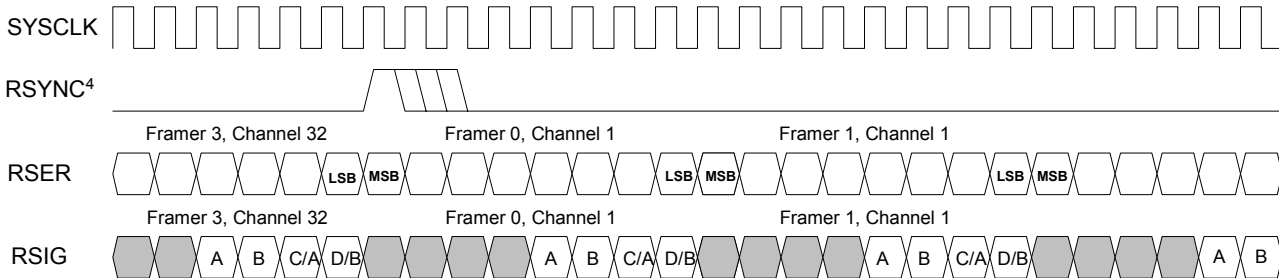 SYSCLK
RSYNC4
Framer 3, Channel 32 Framer 0, Channel 1 Framer 1, Channel 1
RSER LSB MSB LSB MSB LSB MSB
Framer 3, Channel 32 Framer 0, Channel 1 Framer 1, Channel 1
RSIG A B C/A D/B A B C/A D/B A B C/A D/B A B